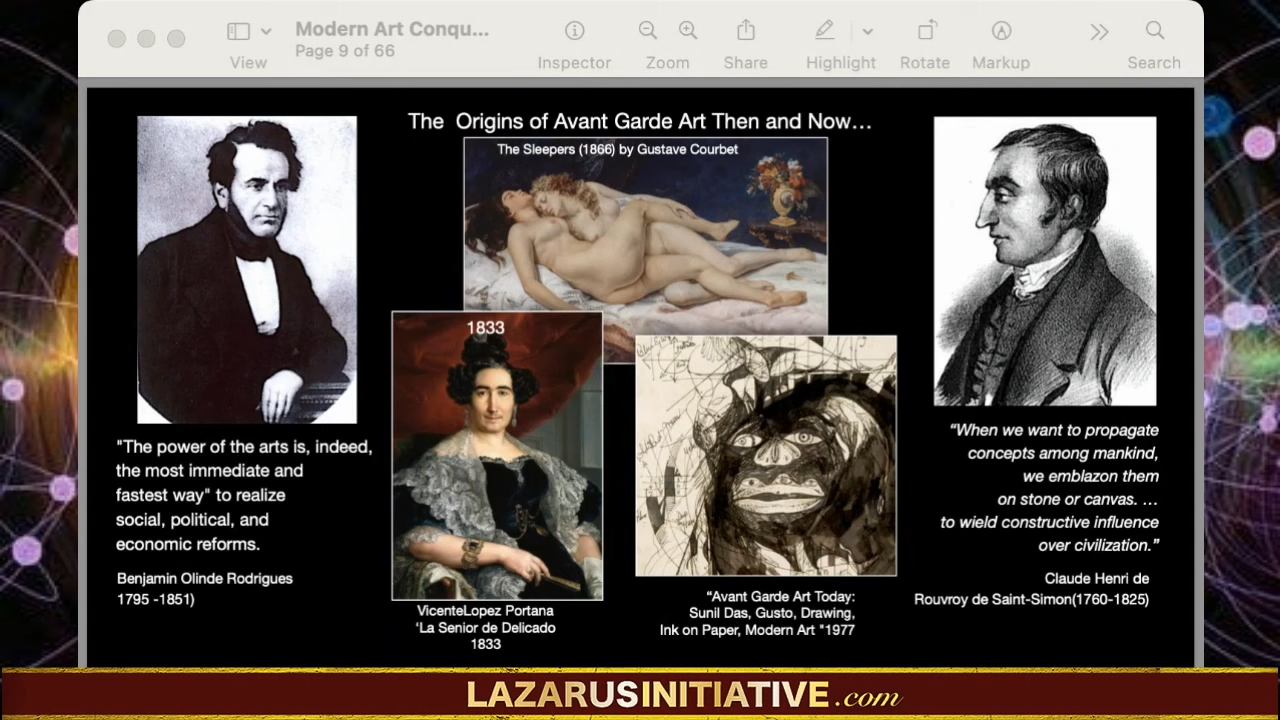 Modern Art Conqu...
Page 9 of 66
View
Inspector
Zoom
Share
Highlight
Rotate
Markup
Search
The Origins of Avant Garde Art Then and Now…
The Sleepers (1866) by Gustave Courbet
1833
"The power of the arts is, indeed,
the most immediate and
fastest way" to realize
social, political, and
economic reforms.
Benjamin Olinde Rodrigues
1795 -1851)
VicenteLopez Portana
‘La Senior de Delicado
1833
“Avant Garde Art Today:
Sunil Das, Gusto, Drawing,
Ink on Paper, Modern Art "1977
“When we want to propagate
concepts among mankind,
we emblazon them
on stone or canvas. …
to wield constructive influence
over civilization.”
Claude Henri de
Rouvroy de Saint-Simon(1760-1825)
LAZARUSINITIATIVE.com